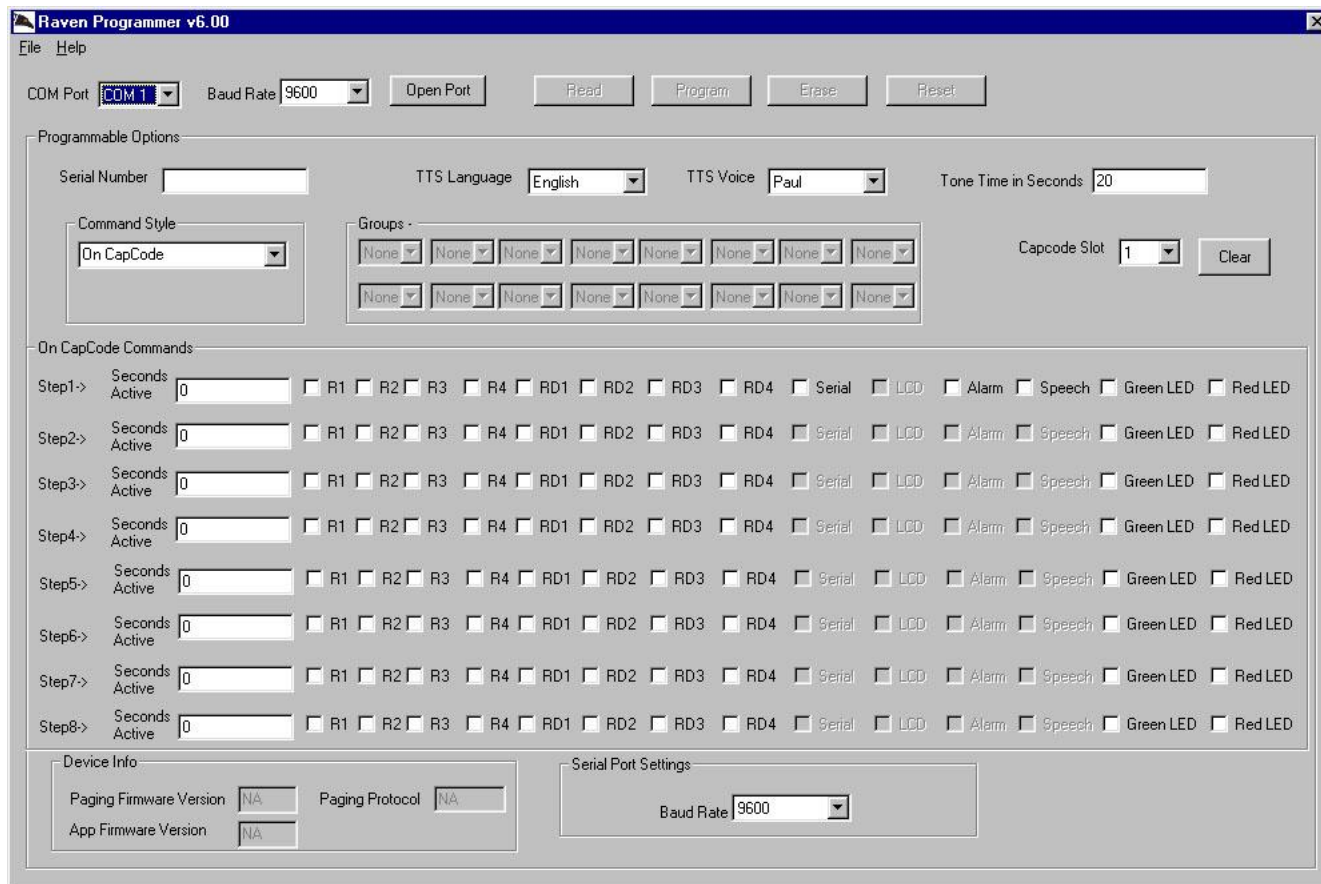 Raven Programmer v6.00
File Help
COM Port COM 1 Baud Rate 9600 Open Port Read Program Erase Reset
Programmable Options
Serial Number TTS Language English TTS Voice Paul Tone Time in Seconds 20
Command Style Groups -
On CapCode None None None None None None None None Capcode Slot 1 Clear
None None None None None None None None
On CapCode Commands
Step1-> Seconds Active 0 R1 R2 R3 R4 RD1 RD2 RD3 RD4 Serial LCD Alarm Speech Green LED Red LED
Step2-> Seconds Active 0 R1 R2 R3 R4 RD1 RD2 RD3 RD4 Serial LCD Alarm Speech Green LED Red LED
Step3-> Seconds Active 0 R1 R2 R3 R4 RD1 RD2 RD3 RD4 Serial LCD Alarm Speech Green LED Red LED
Step4-> Seconds Active 0 R1 R2 R3 R4 RD1 RD2 RD3 RD4 Serial LCD Alarm Speech Green LED Red LED
Step5-> Seconds Active 0 R1 R2 R3 R4 RD1 RD2 RD3 RD4 Serial LCD Alarm Speech Green LED Red LED
Step6-> Seconds Active 0 R1 R2 R3 R4 RD1 RD2 RD3 RD4 Serial LCD Alarm Speech Green LED Red LED
Step7-> Seconds Active 0 R1 R2 R3 R4 RD1 RD2 RD3 RD4 Serial LCD Alarm Speech Green LED Red LED
Step8-> Seconds Active 0 R1 R2 R3 R4 RD1 RD2 RD3 RD4 Serial LCD Alarm Speech Green LED Red LED
Device Info Serial Port Settings
Paging Firmware Version NA Paging Protocol NA Baud Rate 9600
App Firmware Version NA